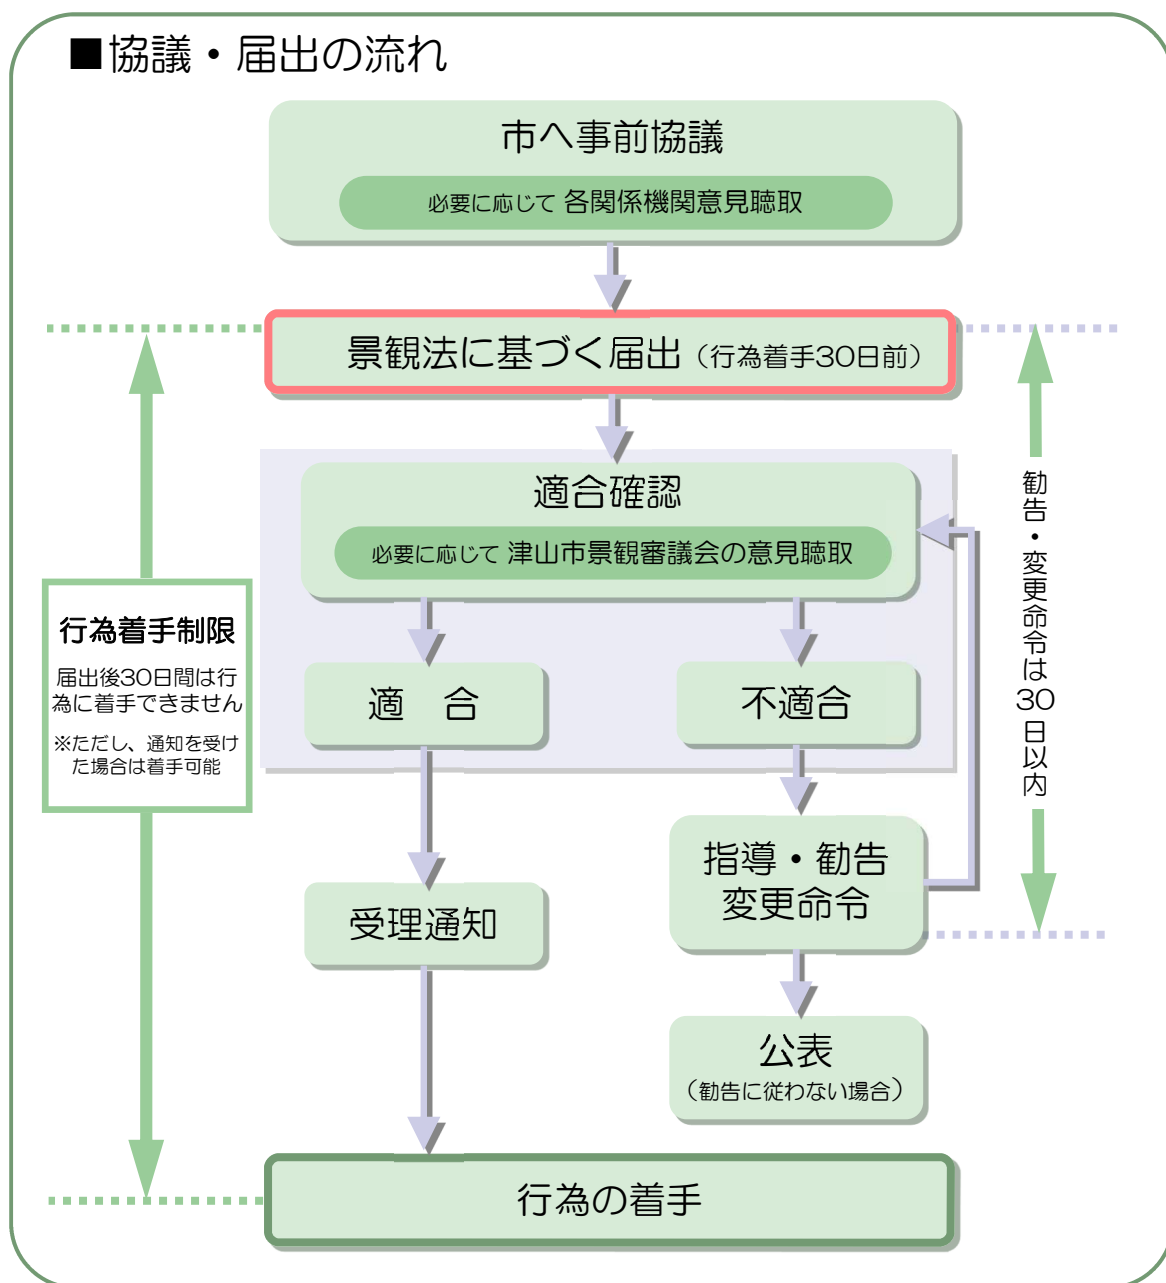 ■協議・届出の流れ
市へ事前協議
必要に応じて 各関係機関意見聴取
景観法に基づく届出（行為着手30日前）
適合確認
必要に応じて 津山市景観審議会の意見聴取
勧告・変更命令は30日以内
行為着手制限
届出後30日間は行
為に着手できません
※ただし、通知を受け
た場合は着手可能
適　合
不適合
指導・勧告
変更命令
受理通知
公表
（勧告に従わない場合）
行為の着手